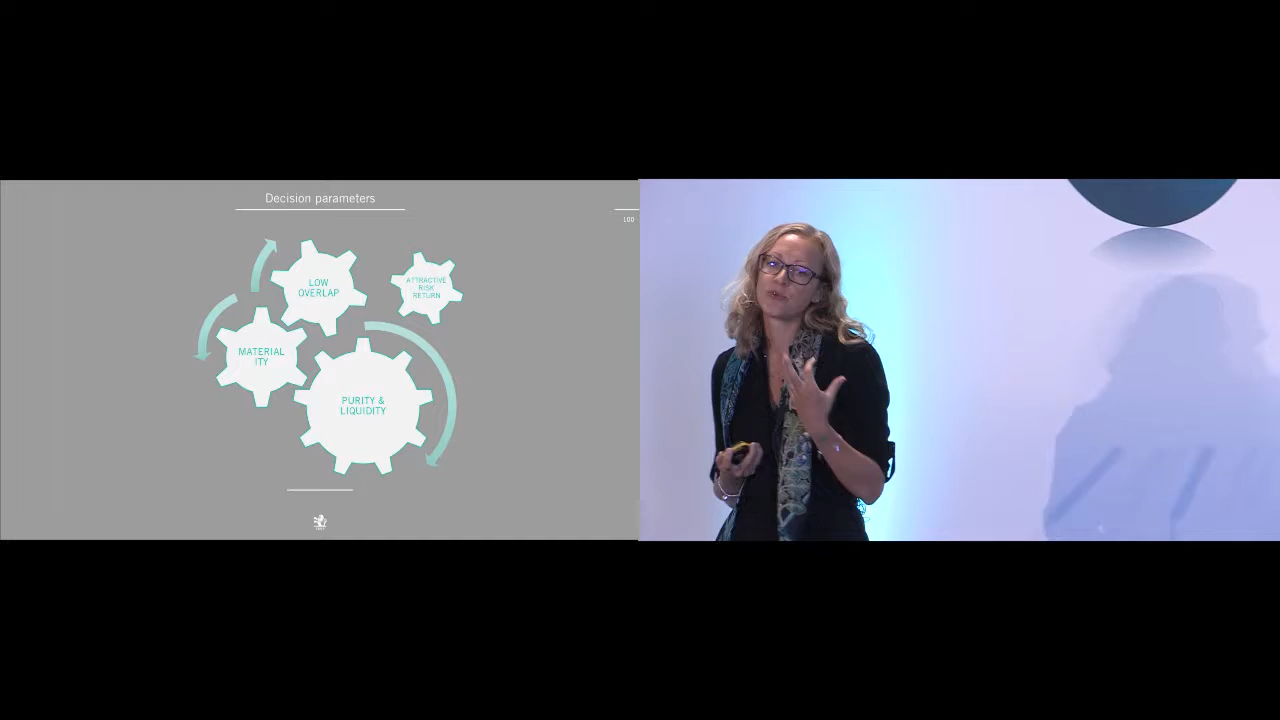 Decision parameters
100
LOW
OVERLAP
ATTRACTIVE
RISK
RETURN
MATERIAL
ITY
PURITY &
LIQUIDITY